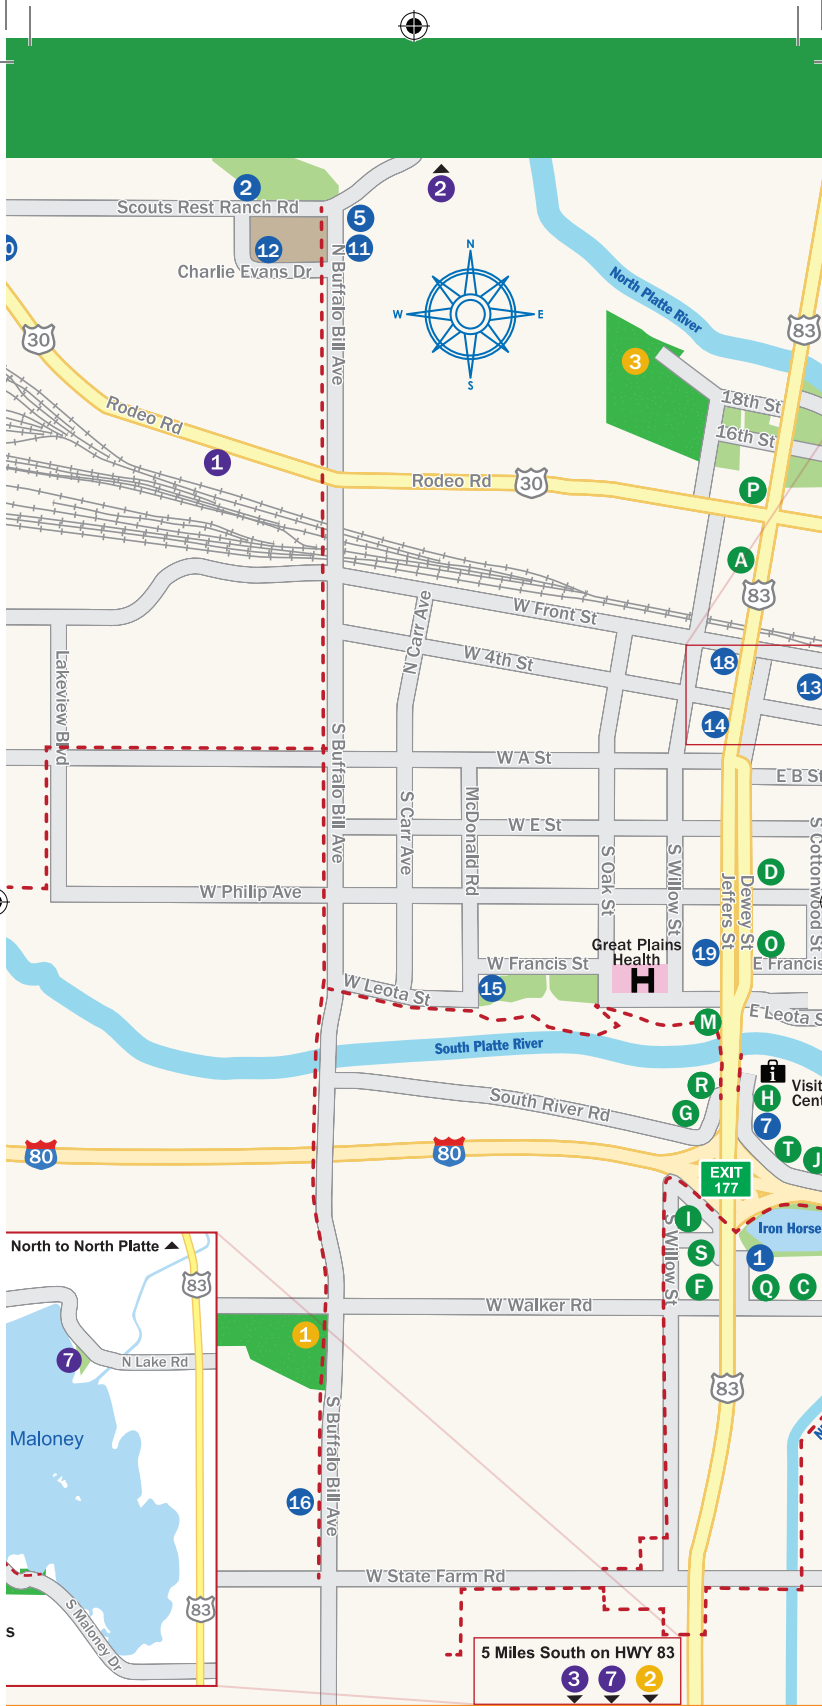 2
2
Scouts Rest Ranch Rd
5
12
11
Charlie Evans Dr
N Buffalo Bill Ave
N
W
E
S
North Platte River
83
30
3
18th St
16th St
Rodeo Rd
1
Rodeo Rd
30
P
A
83
N Carr Ave
W Front St
W 4th St
18
13
14
Lakeview Blvd
S Buffalo Bill Ave
W A St
E B St
S Carr Ave
McDonald Rd
W E St
S Oak St
S Willow St
Jeffers St
Dewey St
S Cottonwood St
D
W Philip Ave
O
19
Great Plains
Health
H
W Francis St
E Francis
15
W Leota St
M
E Leota S
South Platte River
i
Visit
Cent
R
H
G
7
South River Rd
T
J
80
80
EXIT
177
I
Iron Horse
S Willow St
S
1
F
Q
C
W Walker Rd
North to North Platte
83
7
N Lake Rd
1
Maloney
83
S Buffalo Bill Ave
16
W State Farm Rd
S Maloney Dr
83
s
5 Miles South on HWY 83
3
7
2